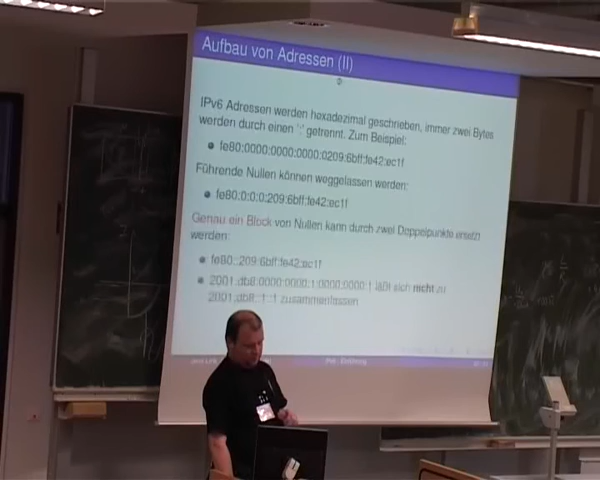 Aufbau von Adressen (II)
IPv6 Adressen werden hexadezimal geschrieben, immer zwei Bytes
werden durch einen ':' getrennt. Zum Beispiel:
fe80:0000:0000:0000:0209:6bff:fe42:ec1f
Führende Nullen können weggelassen werden:
fe80:0:0:0:209:6bff:fe42:ec1f
Genau ein Block von Nullen kann durch zwei Doppelpunkte ersetzt
werden:
fe80::209:6bff:fe42:ec1f
2001:db8:0000:0000:1:0000:0000:1 läßt sich nicht zu
2001:db8::1::1 zusammenfassen
IPv6 - Einführung